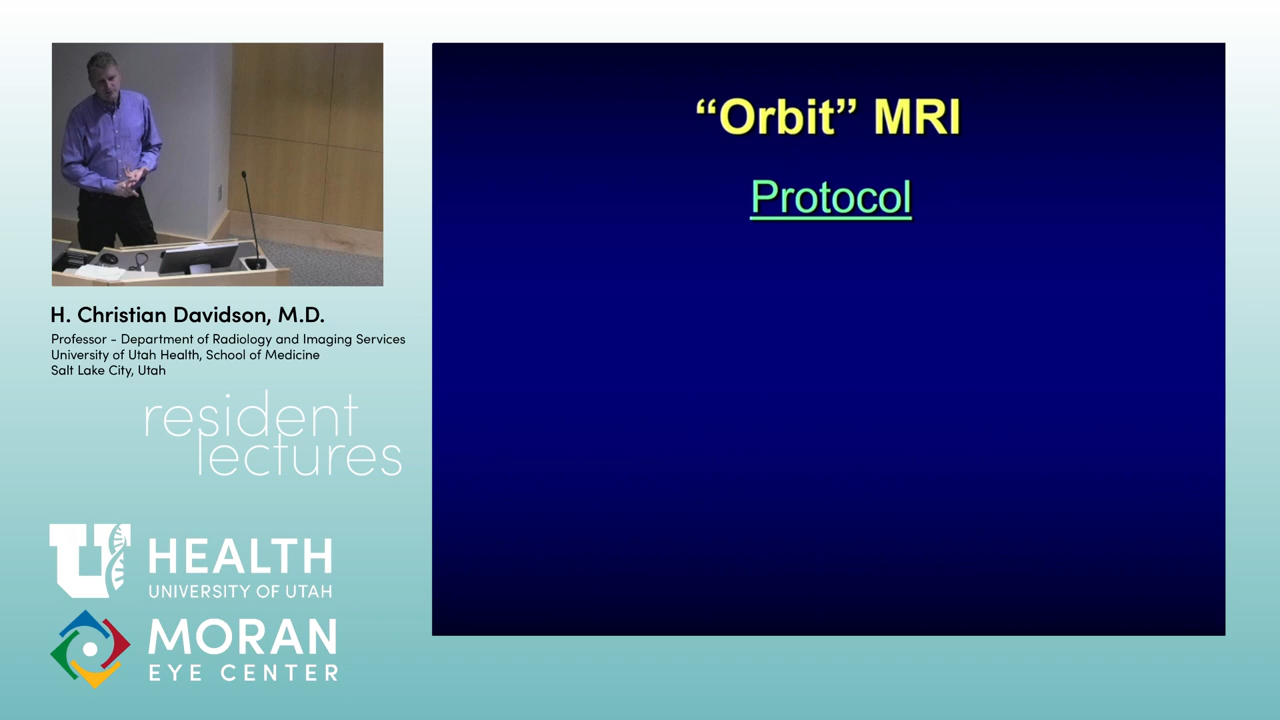 "Orbit" MRI
Protocol
H. Christian Davidson, M.D.
Professor - Department of Radiology and Imaging Services
University of Utah Health, School of Medicine
Salt Lake City, Utah
resident
lectures
U HEALTH
UNIVERSITY OF UTAH
MORAN
EYE CENTER